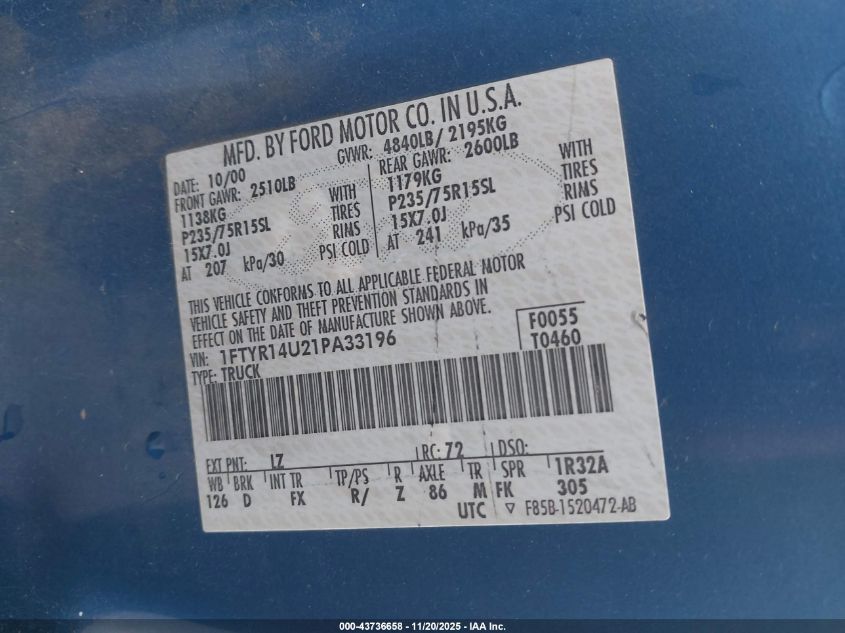 MFD. BY FORD MOTOR CO. IN U.S.A.
DATE: 10/00 GVWR: 4840LB/ 2195KG
FRONT GAWR: 2510LB REAR GAWR: 2600LB
1138KG WITH 1179KG WITH
P235/75R15SL TIRES P235/75R15SL TIRES
15X7.0J RIMS 15X7.0J RIMS
AT 207 kPa/30 PSI COLD AT 241 kPa/35 PSI COLD
THIS VEHICLE CONFORMS TO ALL APPLICABLE FEDERAL MOTOR
VEHICLE SAFETY AND THEFT PREVENTION STANDARDS IN
EFFECT ON THE DATE OF MANUFACTURE SHOWN ABOVE.
VIN: 1FTYR14U21PA33196 F0055
TYPE: TRUCK T0460
EXT PNT: LZ RC: 72 DSO:
WB BRK INT TR TP/PS R AXLE TR SPR 1R32A
126 D FX R/ Z 86 M FK 305
UTC ▽ F85B-1520472-AB
000-43736658 - 11/20/2025 - IAA Inc.